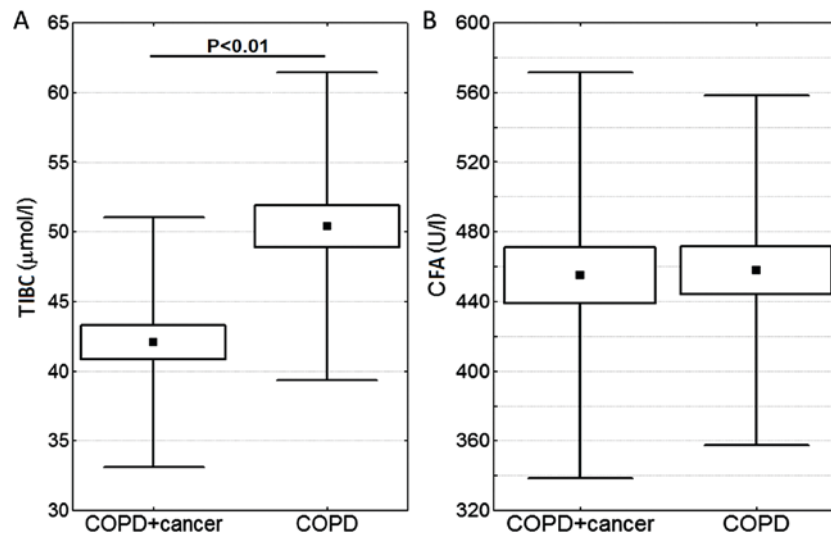 A
P<0.01
TIBC (μmol/l)
65
60
55
50
45
40
35
30
COPD+cancer
COPD
B
CFA (U/l)
600
560
520
480
440
400
360
320
COPD+cancer
COPD